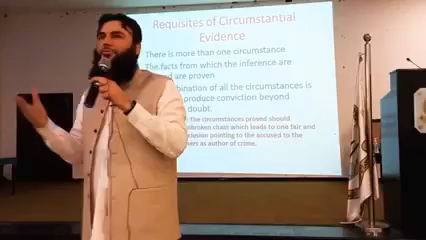 Requisites of Circumstantial
Evidence
There is more than one circumstance
The facts from which the inference are
are proven
of all the circumstances is
produce conviction beyond
doubt.
the circumstances proved should
chain which leads to one fair and
pointing to the accused to the
as author of crime.